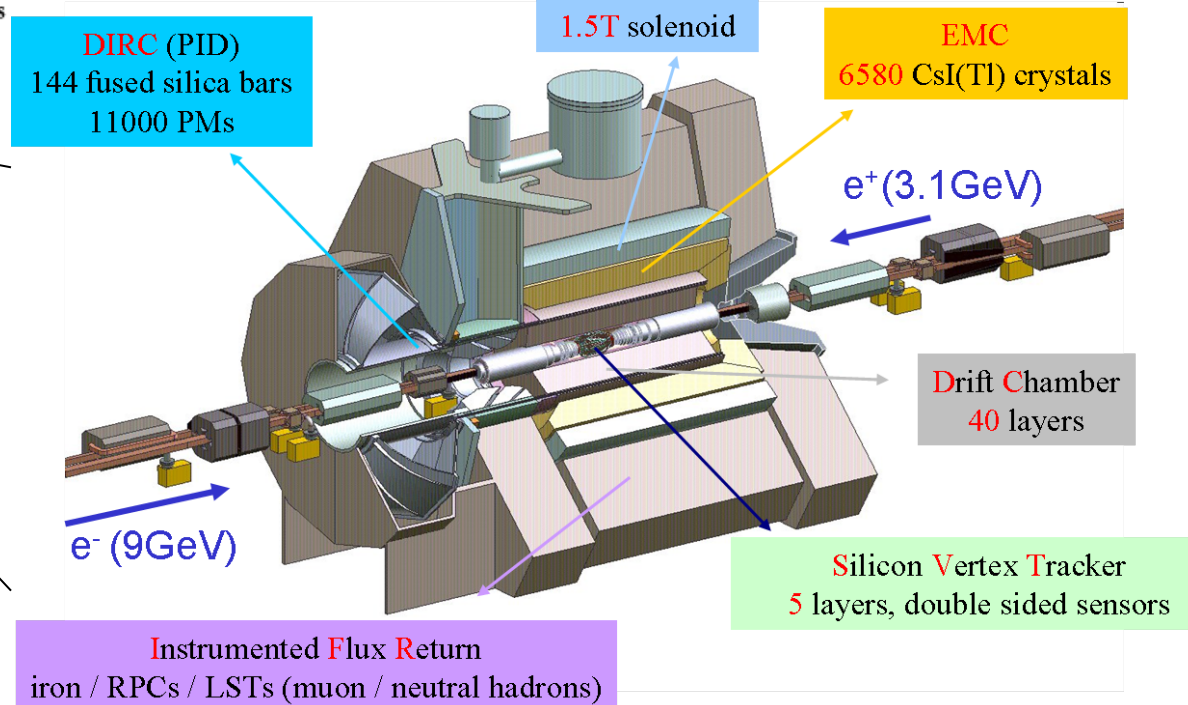 DIRC (PID)
144 fused silica bars
11000 PMs
1.5T solenoid
EMC
6580 CsI(Tl) crystals
e⁺(3.1GeV)
Drift Chamber
40 layers
e⁻ (9GeV)
Silicon Vertex Tracker
5 layers, double sided sensors
Instrumented Flux Return
iron / RPCs / LSTs (muon / neutral hadrons)